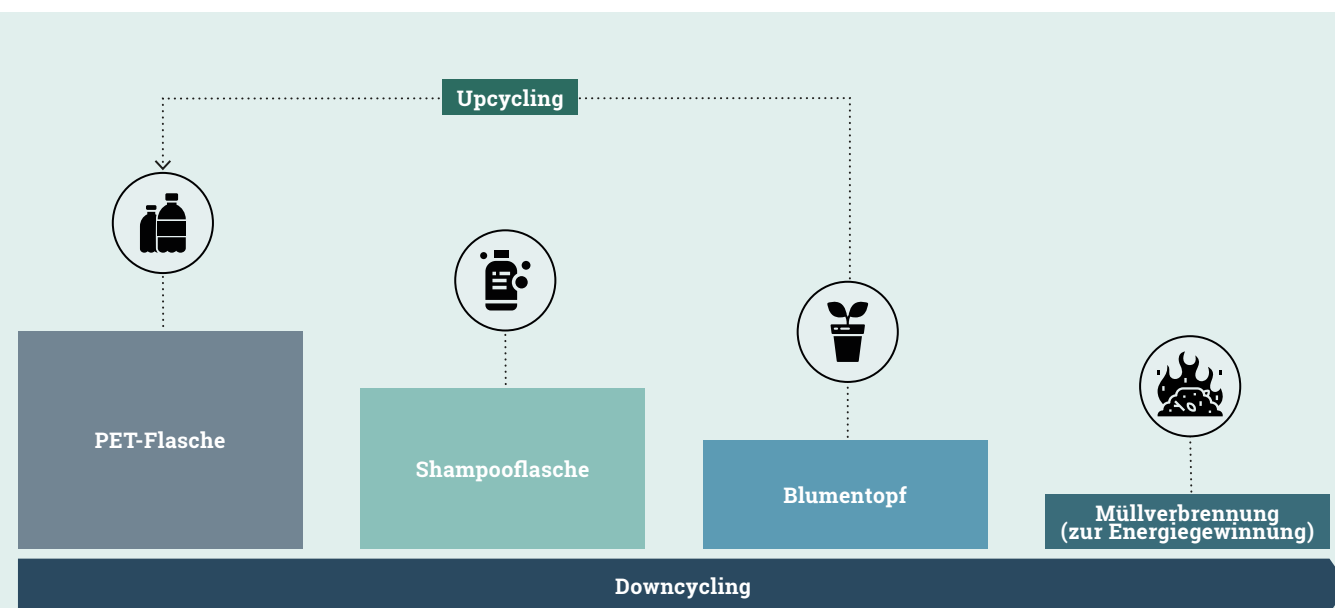 Upcycling
PET-Flasche
Shampooflasche
Blumentopf
Müllverbrennung
(zur Energiegewinnung)
Downcycling